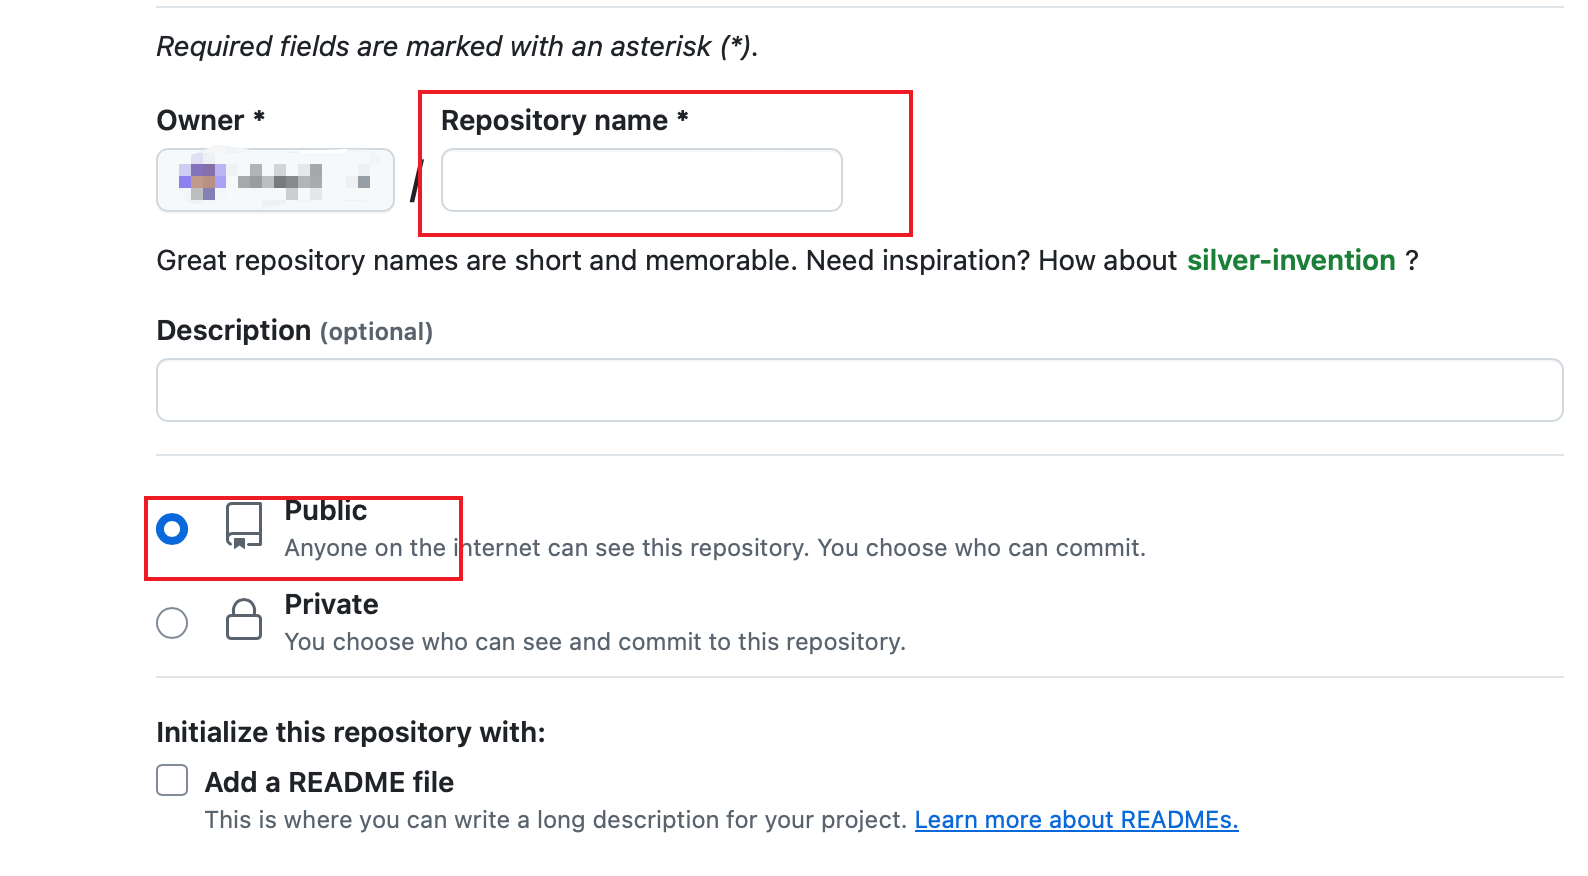 Required fields are marked with an asterisk (*).
Owner * Repository name *
/
Great repository names are short and memorable. Need inspiration? How about silver-invention ?
Description (optional)
Public
Anyone on the internet can see this repository. You choose who can commit.
Private
You choose who can see and commit to this repository.
Initialize this repository with:
Add a README file
This is where you can write a long description for your project. Learn more about READMEs.